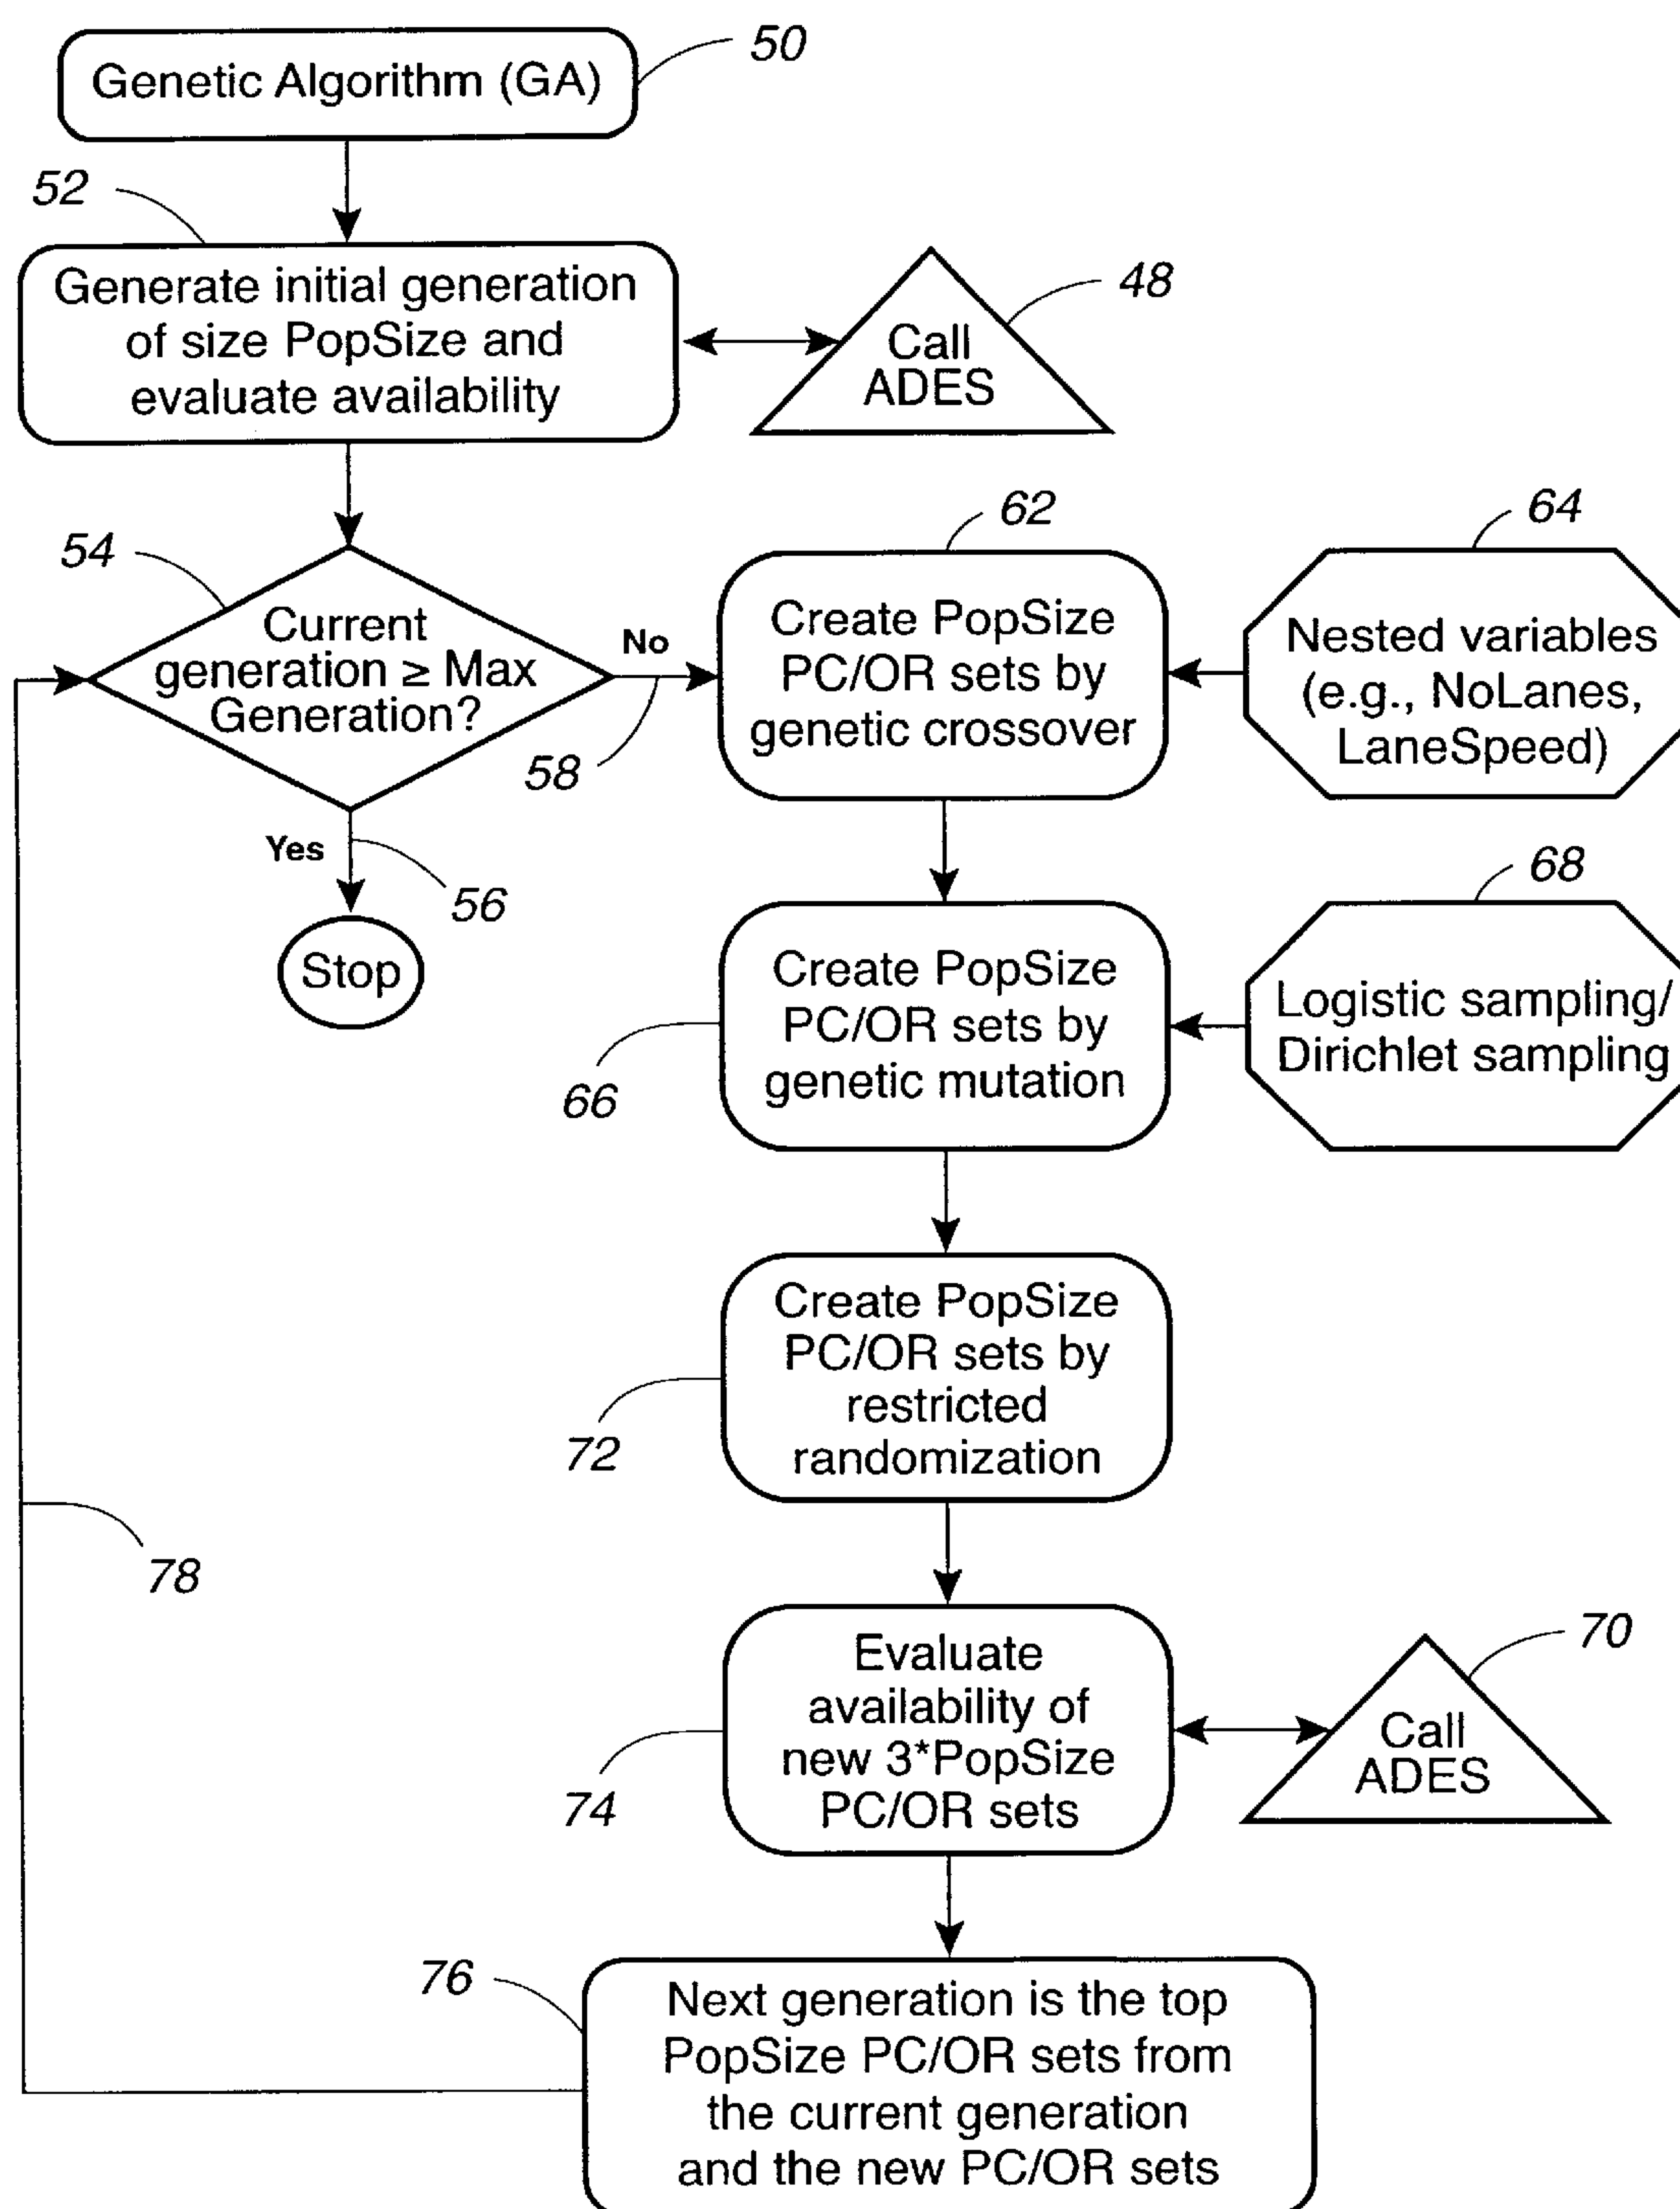 Genetic Algorithm (GA)
50
52
Generate initial generation
of size PopSize and
evaluate availability
48
Call
ADES
54
Current
generation ≥ Max
Generation?
No
58
Yes
56
Stop
62
Create PopSize
PC/OR sets by
genetic crossover
64
Nested variables
(e.g., NoLanes,
LaneSpeed)
66
Create PopSize
PC/OR sets by
genetic mutation
68
Logistic sampling/
Dirichlet sampling
72
Create PopSize
PC/OR sets by
restricted
randomization
78
74
Evaluate
availability of
new 3*PopSize
PC/OR sets
70
Call
ADES
76
Next generation is the top
PopSize PC/OR sets from
the current generation
and the new PC/OR sets